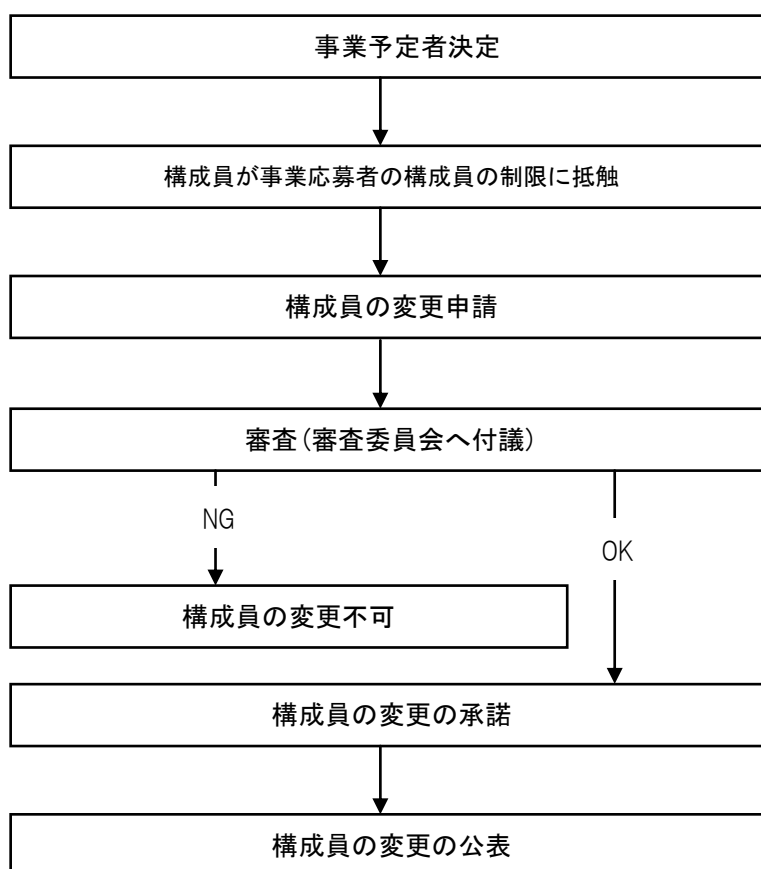 事業予定者決定
構成員が事業応募者の構成員の制限に抵触
構成員の変更申請
審査(審査委員会へ付議)
NG
OK
構成員の変更不可
構成員の変更の承諾
構成員の変更の公表